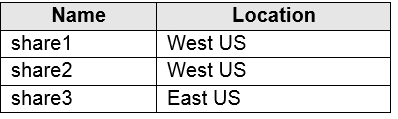 Name Location
share1 West US
share2 West US
share3 East US